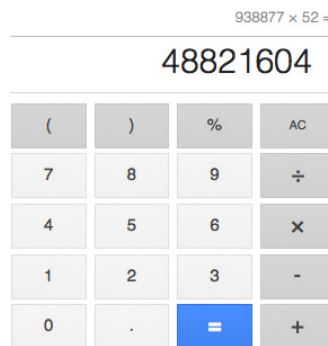 938877 × 52 =
48821604
( ) % AC
7 8 9 ÷
4 5 6 ×
1 2 3 -
0 . = +